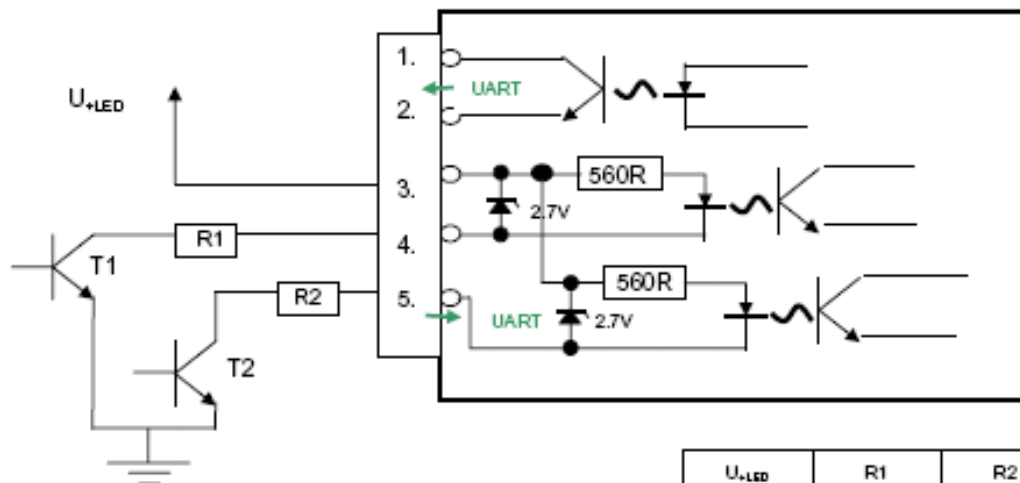 1.
UART
U+LED
2.
3.
560R
2.7V
R1
4.
T1
560R
R2
5.
UART
2.7V
T2
U+LED R1 R2